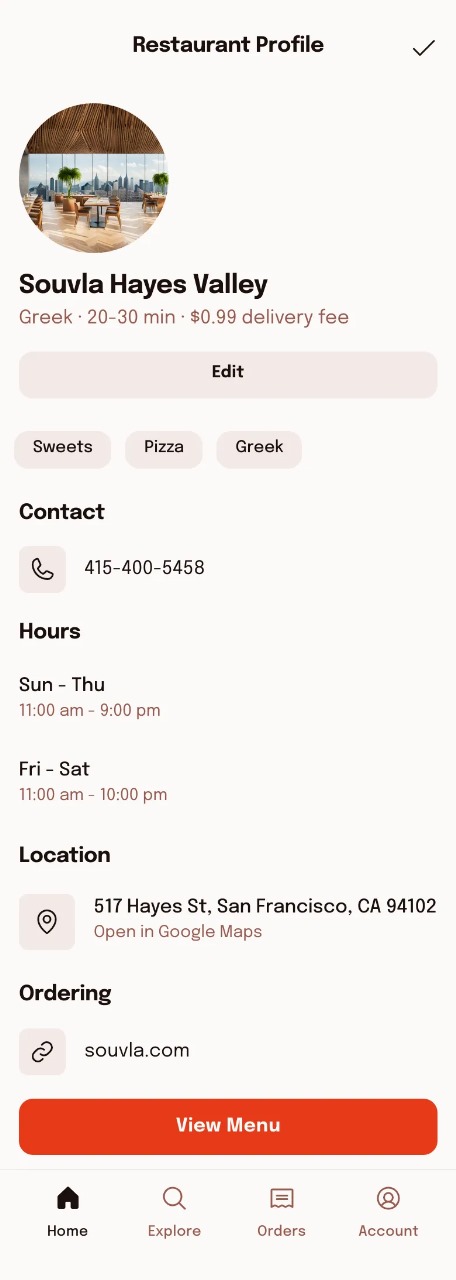 Restaurant Profile
Souvla Hayes Valley
Greek · 20-30 min · $0.99 delivery fee
Edit
Sweets
Pizza
Greek
Contact
415-400-5458
Hours
Sun - Thu
11:00 am - 9:00 pm
Fri - Sat
11:00 am - 10:00 pm
Location
517 Hayes St, San Francisco, CA 94102
Open in Google Maps
Ordering
souvla.com
View Menu
Home
Explore
Orders
Account